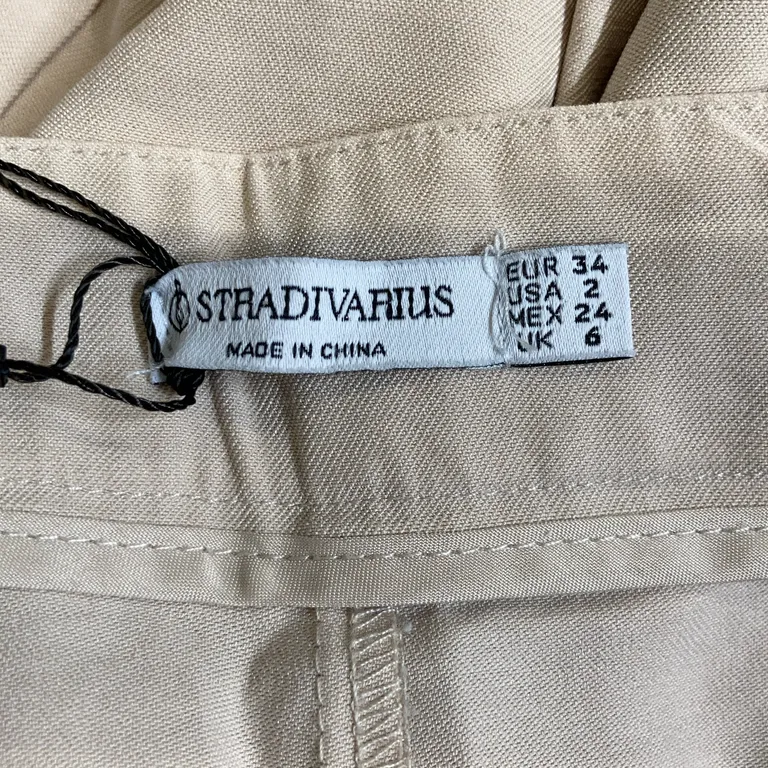 STRADIVARIUS
MADE IN CHINA
EUR 34
USA 2
MEX 24
UK 6